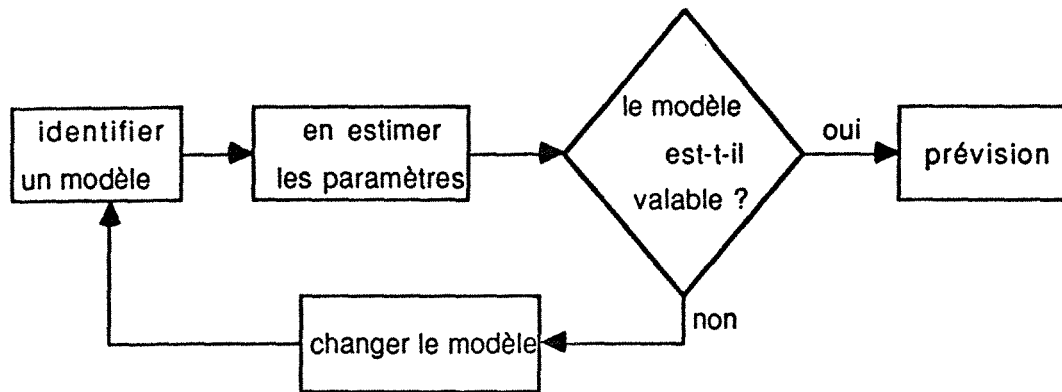 identifier
un modèle
en estimer
les paramètres
le modèle
est-t-il
valable ?
oui
prévision
non
changer le modèle